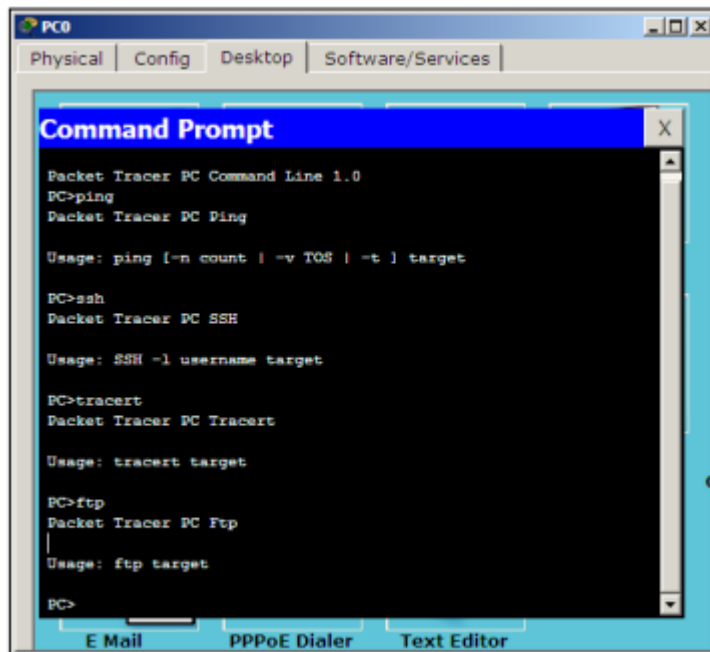 PC0
Physical Config Desktop Software/Services
Command Prompt X
Packet Tracer PC Command Line 1.0
PC>ping
Packet Tracer PC Ping
Usage: ping [-n count | -v TOS | -t ] target
PC>ssh
Packet Tracer PC SSH
Usage: SSH -l username target
PC>tracert
Packet Tracer PC Tracert
Usage: tracert target
PC>ftp
Packet Tracer PC Ftp
Usage: ftp target
PC>
E Mail PPPoE Dialer Text Editor